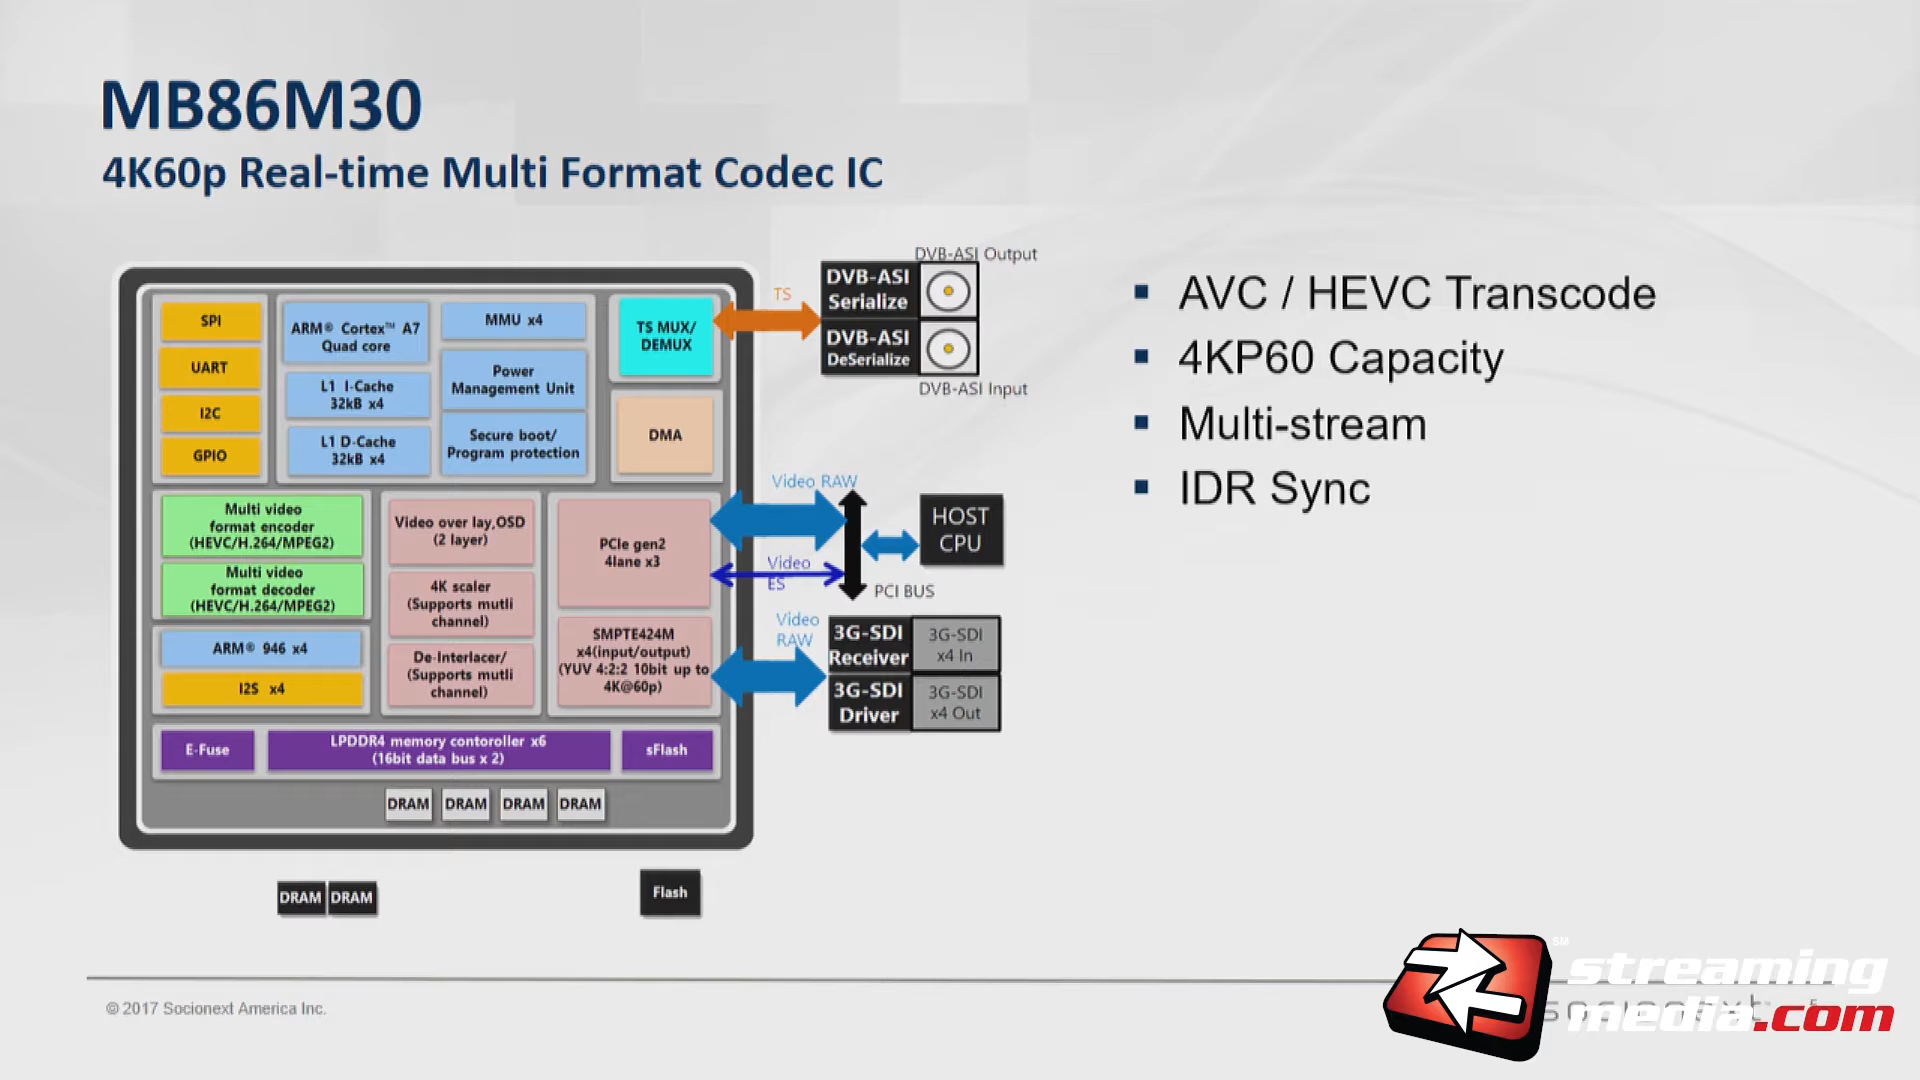 MB86M30
4K60p Real-time Multi Format Codec IC
SPI
UART
I2C
GPIO
ARM® Cortex™ A7
Quad core
L1 I-Cache
32kB x4
L1 D-Cache
32kB x4
MMU x4
Power
Management Unit
Secure boot/
Program protection
TS MUX/
DEMUX
DMA
TS
DVB-ASI Output
DVB-ASI
Serialize
DVB-ASI
DeSerialize
DVB-ASI Input
Multi video
format encoder
(HEVC/H.264/MPEG2)
Multi video
format decoder
(HEVC/H.264/MPEG2)
ARM® 946 x4
I2S x4
Video over lay,OSD
(2 layer)
4K scaler
(Supports mutli
channel)
De-Interlacer/
(Supports mutli
channel)
PCIe gen2
4lane x3
SMPTE424M
x4(input/output)
(YUV 4:2:2 10bit up to
4K@60p)
Video RAW
Video
ES
HOST
CPU
PCI BUS
Video
RAW
3G-SDI
Receiver
3G-SDI
x4 In
3G-SDI
Driver
3G-SDI
x4 Out
E-Fuse
LPDDR4 memory contoroller x6
(16bit data bus x 2)
sFlash
DRAM DRAM DRAM DRAM
DRAM DRAM
Flash
AVC / HEVC Transcode
4KP60 Capacity
Multi-stream
IDR Sync
© 2017 Socionext America Inc.
SM
streaming
media.com